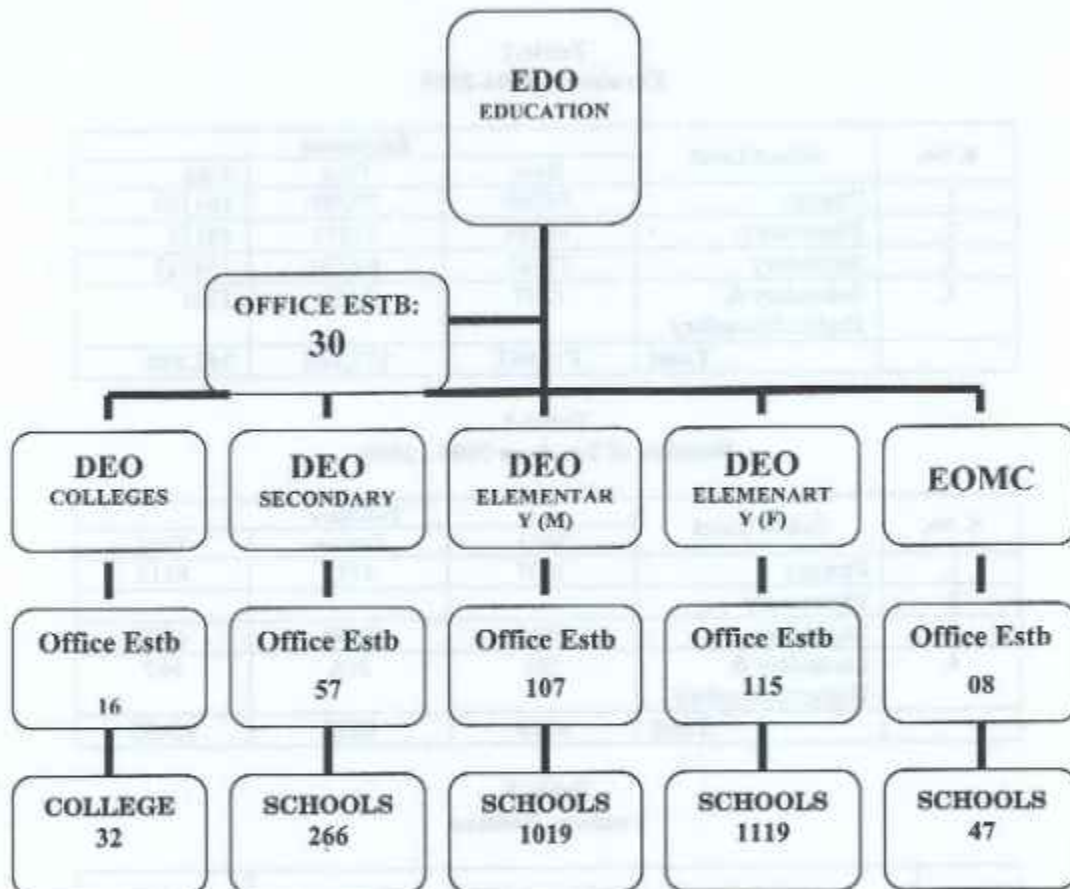 EDO
EDUCATION
OFFICE ESTB:
30
DEO
COLLEGES
DEO
SECONDARY
DEO
ELEMENTAR
Y (M)
DEO
ELEMENART
Y (F)
EOMC
Office Estb
16
Office Estb
57
Office Estb
107
Office Estb
115
Office Estb
08
COLLEGE
32
SCHOOLS
266
SCHOOLS
1019
SCHOOLS
1119
SCHOOLS
47